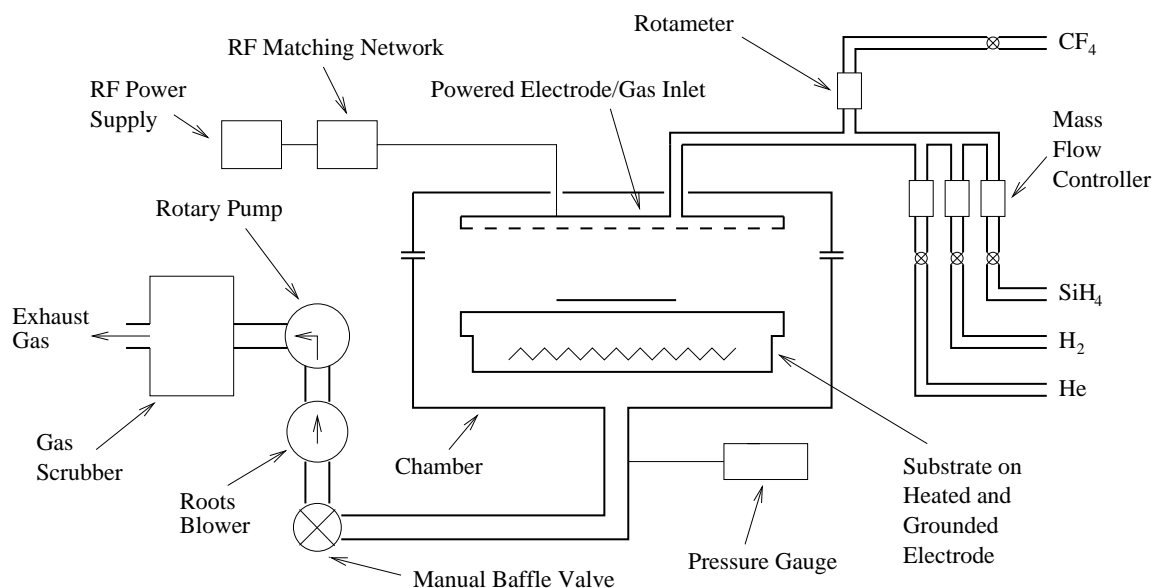 Rotameter
CF4
RF Matching Network
RF Power
Supply
Powered Electrode/Gas Inlet
Mass
Flow
Controller
Rotary Pump
Exhaust
Gas
SiH4
H2
He
Gas
Scrubber
Roots
Blower
Chamber
Substrate on
Heated and
Grounded
Electrode
Pressure Gauge
Manual Baffle Valve